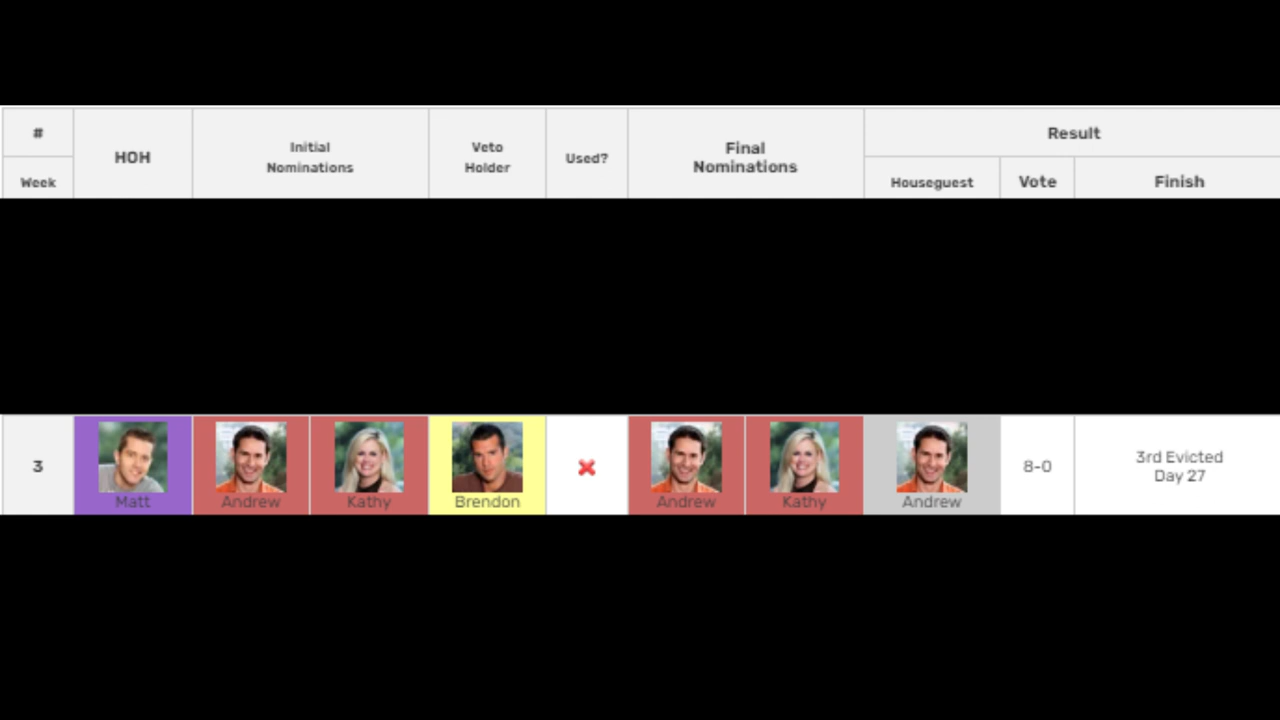 #
Week
HOH
Initial
Nominations
Veto
Holder
Used?
Final
Nominations
Result
Houseguest
Vote
Finish
3
Matt
Andrew
Kathy
Brendon
Andrew
Kathy
Andrew
8-0
3rd Evicted
Day 27